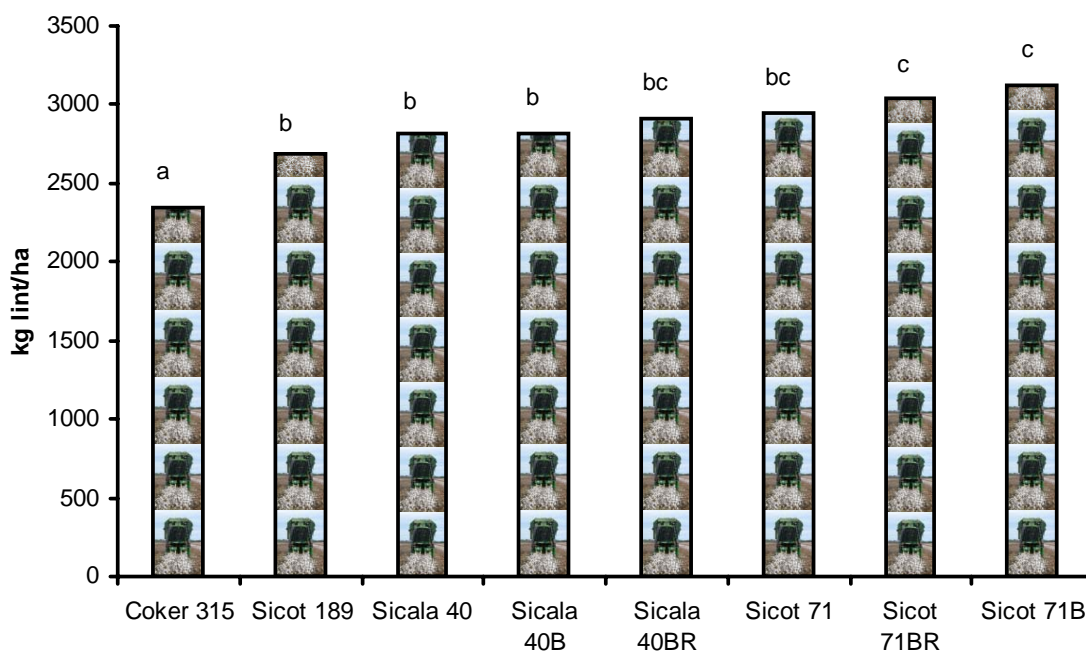 kg lint/ha
3500
3000
2500
2000
1500
1000
500
0
a
b
b
b
bc
bc
c
c
Coker 315
Sicot 189
Sicala 40
Sicala
40B
Sicala
40BR
Sicot 71
Sicot
71BR
Sicot 71B